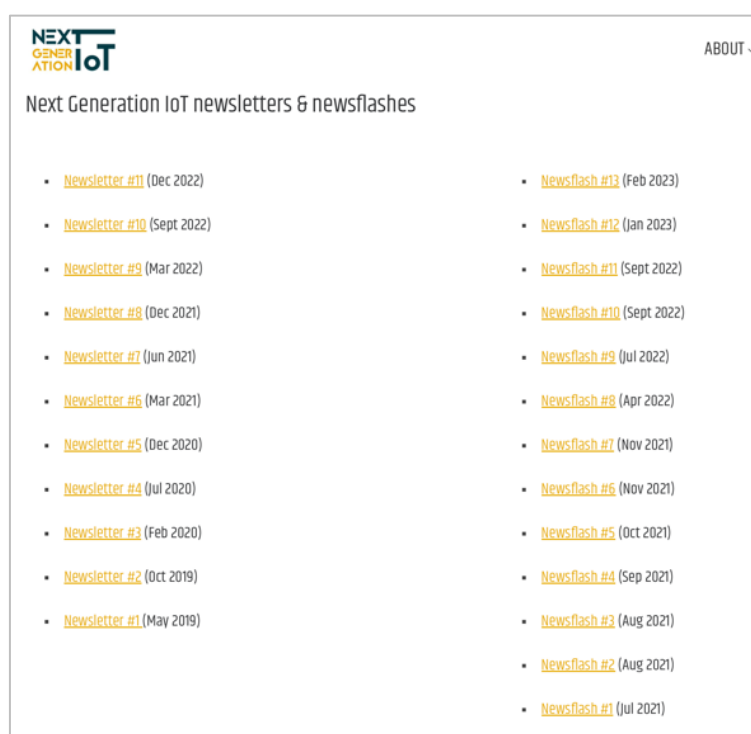 NEXT
GENER
ATION IoT
ABOUT
Next Generation IoT newsletters & newsflashes
Newsletter #11 (Dec 2022)
Newsletter #10 (Sept 2022)
Newsletter #9 (Mar 2022)
Newsletter #8 (Dec 2021)
Newsletter #7 (Jun 2021)
Newsletter #6 (Mar 2021)
Newsletter #5 (Dec 2020)
Newsletter #4 (Jul 2020)
Newsletter #3 (Feb 2020)
Newsletter #2 (Oct 2019)
Newsletter #1 (May 2019)
Newsflash #13 (Feb 2023)
Newsflash #12 (Jan 2023)
Newsflash #11 (Sept 2022)
Newsflash #10 (Sept 2022)
Newsflash #9 (Jul 2022)
Newsflash #8 (Apr 2022)
Newsflash #7 (Nov 2021)
Newsflash #6 (Nov 2021)
Newsflash #5 (Oct 2021)
Newsflash #4 (Sep 2021)
Newsflash #3 (Aug 2021)
Newsflash #2 (Aug 2021)
Newsflash #1 (Jul 2021)